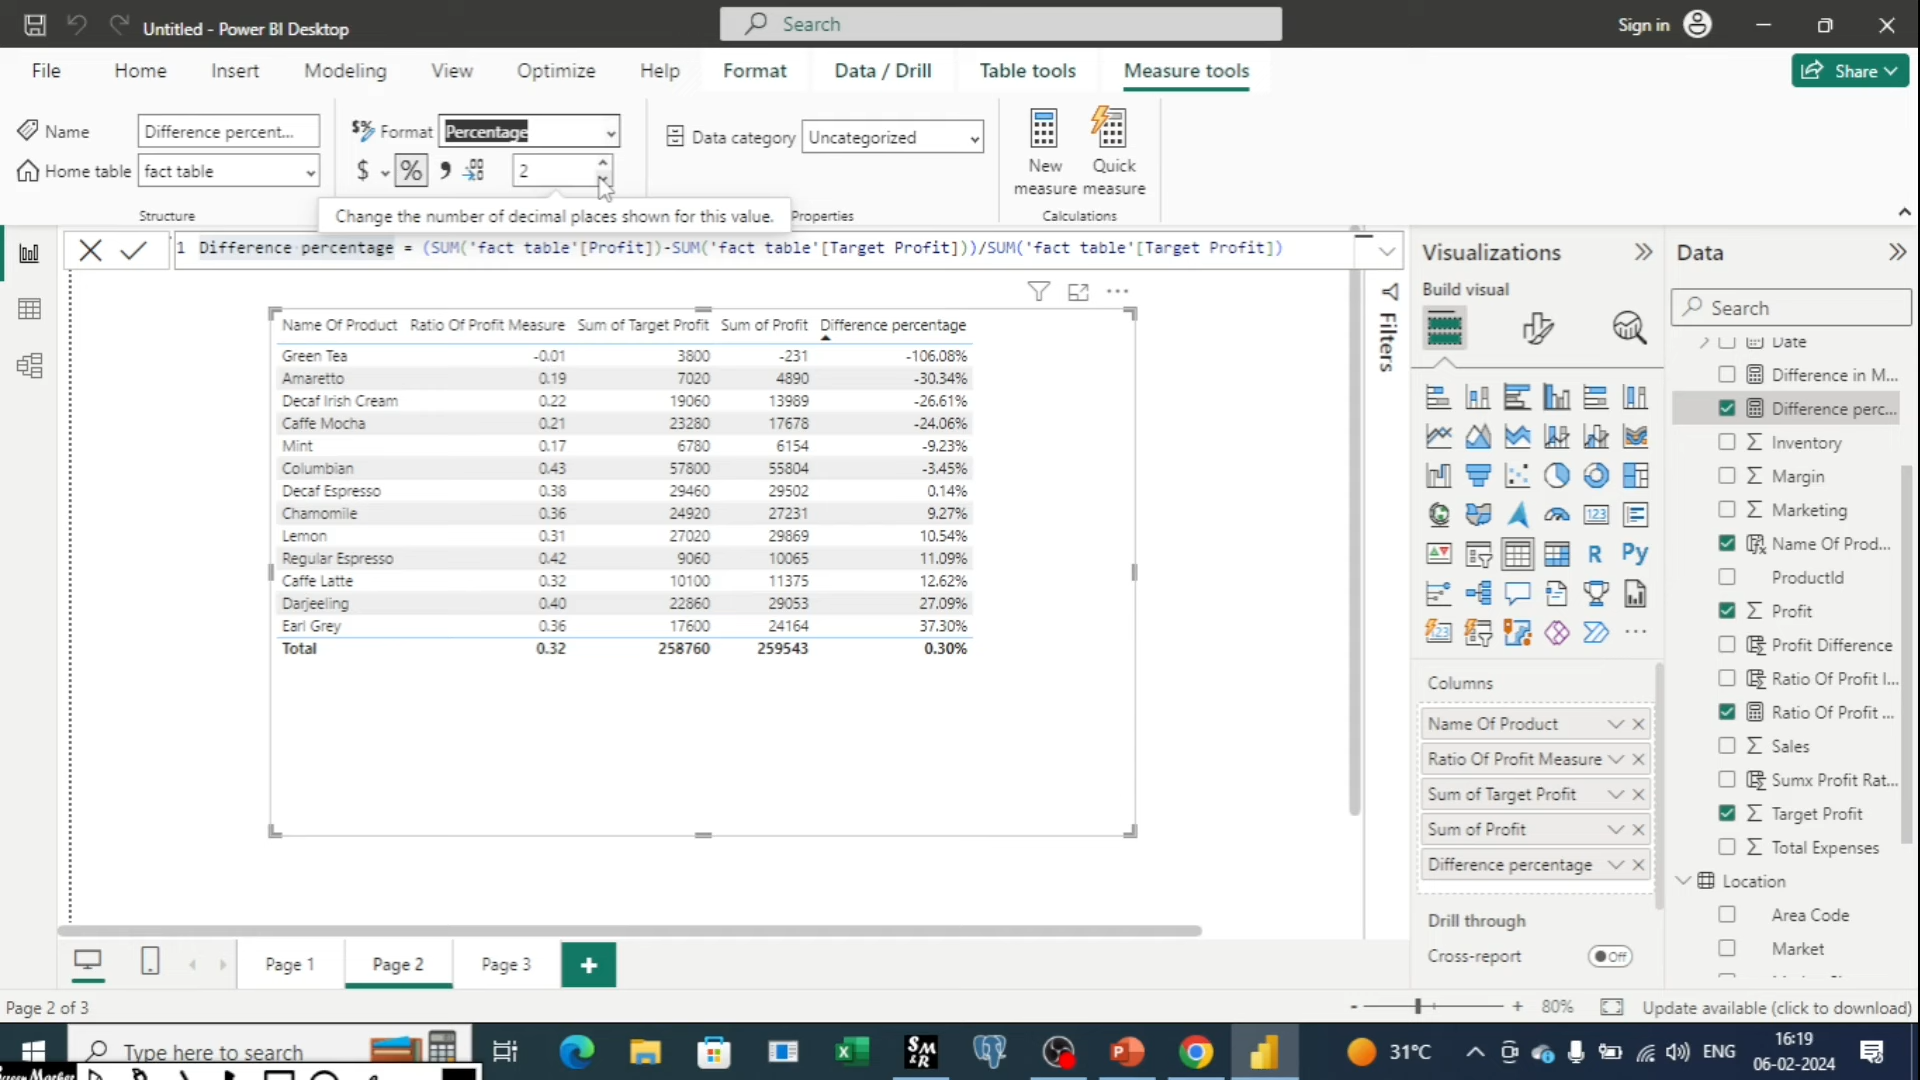 Untitled - Power BI Desktop
Search
Sign in
File Home Insert Modeling View Optimize Help Format Data / Drill Table tools Measure tools
Share
Name Difference percent...
Home table fact table
Structure
Format Percentage
$ % 2
Change the number of decimal places shown for this value.
Data category Uncategorized
Properties
New measure
Quick measure
Calculations
1 Difference percentage = (SUM('fact table'[Profit])-SUM('fact table'[Target Profit]))/SUM('fact table'[Target Profit])
Name Of Product Ratio Of Profit Measure Sum of Target Profit Sum of Profit Difference percentage
Green Tea -0.01 3800 -231 -106.08%
Amaretto 0.19 7020 4890 -30.34%
Decaf Irish Cream 0.22 19060 13989 -26.61%
Caffe Mocha 0.21 23280 17678 -24.06%
Mint 0.17 6780 6154 -9.23%
Columbian 0.43 57800 55804 -3.45%
Decaf Espresso 0.38 29460 29502 0.14%
Chamomile 0.36 24920 27231 9.27%
Lemon 0.31 27020 29869 10.54%
Regular Espresso 0.42 9060 10065 11.09%
Caffe Latte 0.32 10100 11375 12.62%
Darjeeling 0.40 22860 29053 27.09%
Earl Grey 0.36 17600 24164 37.30%
Total 0.32 258760 259543 0.30%
Filters
Visualizations
Build visual
123
R Py
123
Columns
Name Of Product
Ratio Of Profit Measure
Sum of Target Profit
Sum of Profit
Difference percentage
Drill through
Cross-report Off
Data
Search
Date
Difference in M...
Difference perc...
Inventory
Margin
Marketing
Name Of Prod...
ProductId
Profit
Profit Difference
Ratio Of Profit I...
Ratio Of Profit ...
Sales
Sumx Profit Rat...
Target Profit
Total Expenses
Location
Area Code
Market
Page 1 Page 2 Page 3
Page 2 of 3
- + 80%
Update available (click to download)
Type here to search
31°C
ENG
16:19
06-02-2024